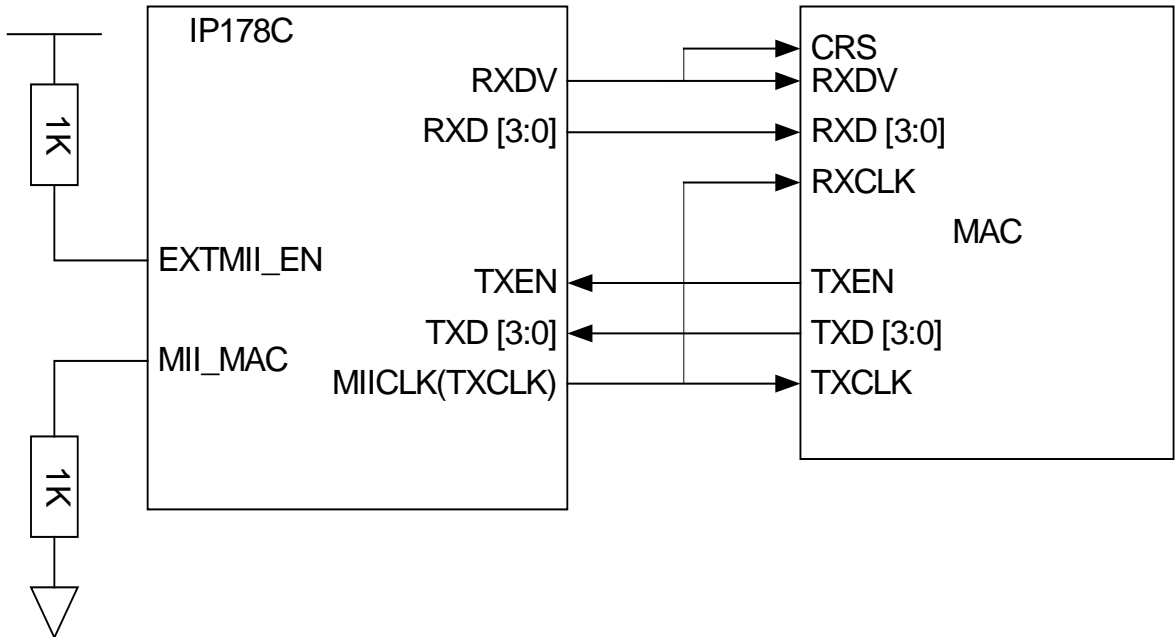 IP178C
1K
EXTMII_EN
MII_MAC
1K
RXDV
RXD [3:0]
TXEN
TXD [3:0]
MIICLK(TXCLK)
CRS
RXDV
RXD [3:0]
RXCLK
MAC
TXEN
TXD [3:0]
TXCLK